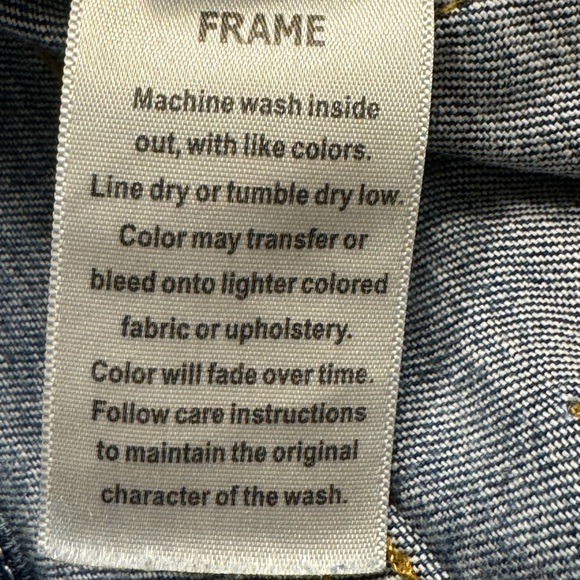 FRAME
Machine wash inside
out, with like colors.
Line dry or tumble dry low.
Color may transfer or
bleed onto lighter colored
fabric or upholstery.
Color will fade over time.
Follow care instructions
to maintain the original
character of the wash.